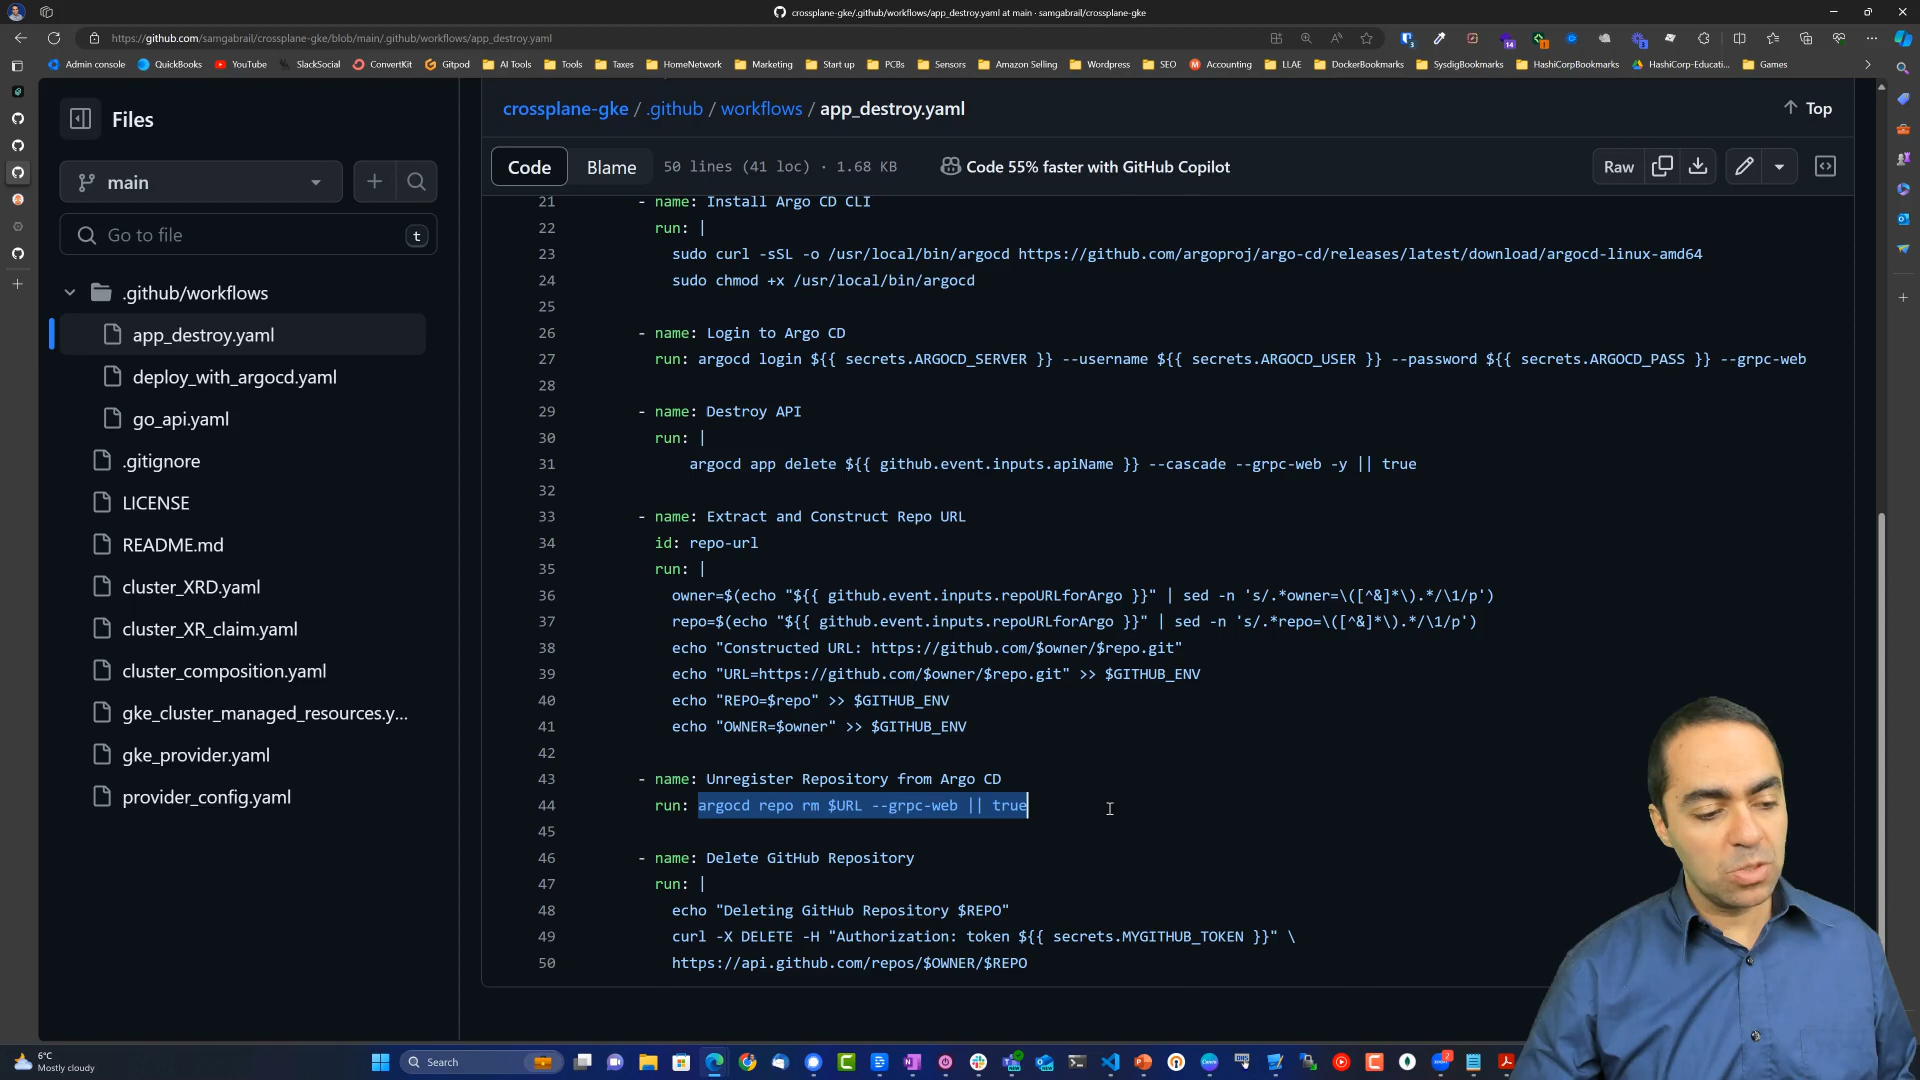 crossplane-gke/.github/workflows/app_destroy.yaml at main · samgabrail/crossplane-gke
https://github.com/samgabrail/crossplane-gke/blob/main/.github/workflows/app_destroy.yaml
Admin console QuickBooks YouTube SlackSocial ConvertKit Gitpod AI Tools Tools Taxes HomeNetwork Marketing Start up PCBs Sensors Amazon Selling Wordpress SEO Accounting LLAE DockerBookmarks SysdigBookmarks HashiCorpBookmarks HashiCorp-Educati... Games
Files
main
Go to file t
.github/workflows
app_destroy.yaml
deploy_with_argocd.yaml
go_api.yaml
.gitignore
LICENSE
README.md
cluster_XRD.yaml
cluster_XR_claim.yaml
cluster_composition.yaml
gke_cluster_managed_resources.y...
gke_provider.yaml
provider_config.yaml
crossplane-gke / .github / workflows / app_destroy.yaml
Top
Code Blame 50 lines (41 loc) · 1.68 KB Code 55% faster with GitHub Copilot Raw
21 - name: Install Argo CD CLI
22 run: |
23 sudo curl -sSL -o /usr/local/bin/argocd https://github.com/argoproj/argo-cd/releases/latest/download/argocd-linux-amd64
24 sudo chmod +x /usr/local/bin/argocd
25
26 - name: Login to Argo CD
27 run: argocd login ${{ secrets.ARGOCD_SERVER }} --username ${{ secrets.ARGOCD_USER }} --password ${{ secrets.ARGOCD_PASS }} --grpc-web
28
29 - name: Destroy API
30 run: |
31 argocd app delete ${{ github.event.inputs.apiName }} --cascade --grpc-web -y || true
32
33 - name: Extract and Construct Repo URL
34 id: repo-url
35 run: |
36 owner=$(echo "${{ github.event.inputs.repoURLforArgo }}" | sed -n 's/.*owner=\([^&]*\).*/\1/p')
37 repo=$(echo "${{ github.event.inputs.repoURLforArgo }}" | sed -n 's/.*repo=\([^&]*\).*/\1/p')
38 echo "Constructed URL: https://github.com/$owner/$repo.git"
39 echo "URL=https://github.com/$owner/$repo.git" >> $GITHUB_ENV
40 echo "REPO=$repo" >> $GITHUB_ENV
41 echo "OWNER=$owner" >> $GITHUB_ENV
42
43 - name: Unregister Repository from Argo CD
44 run: argocd repo rm $URL --grpc-web || true
45
46 - name: Delete GitHub Repository
47 run: |
48 echo "Deleting GitHub Repository $REPO"
49 curl -X DELETE -H "Authorization: token ${{ secrets.MYGITHUB_TOKEN }}" \
50 https://api.github.com/repos/$OWNER/$REPO
6°C
Mostly cloudy
Search